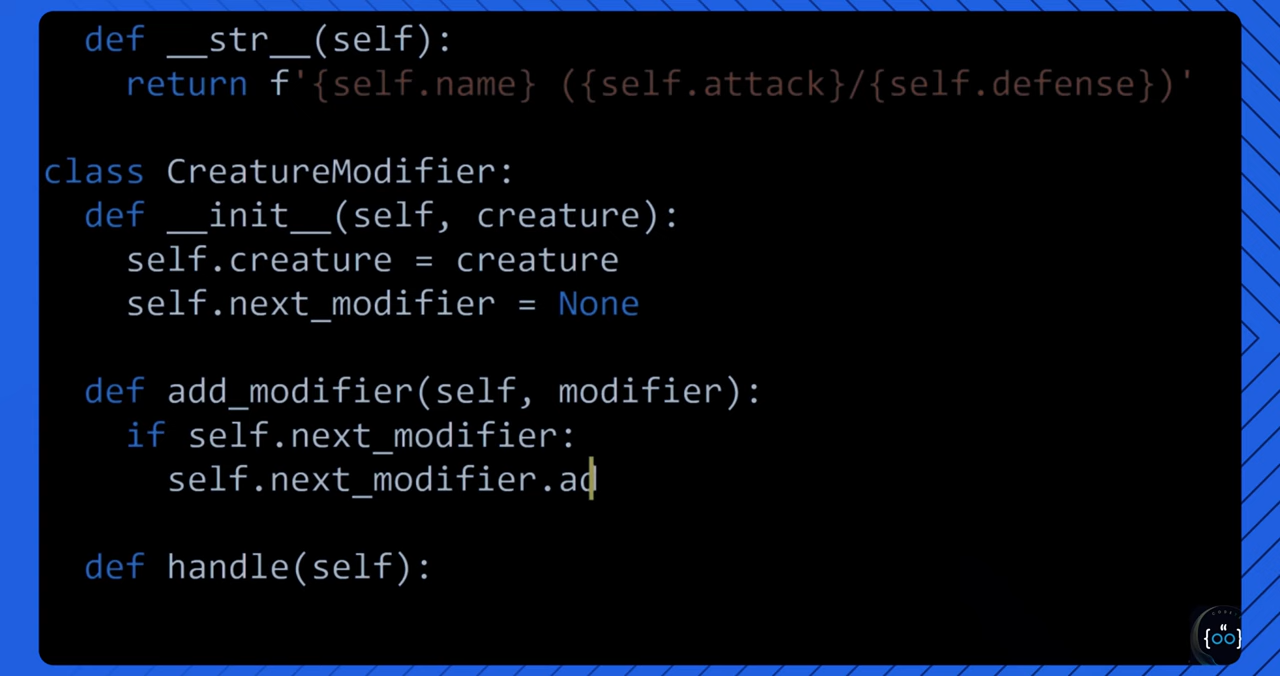 def __str__(self):
return f'{self.name} ({self.attack}/{self.defense})'
class CreatureModifier:
def __init__(self, creature):
self.creature = creature
self.next_modifier = None
def add_modifier(self, modifier):
if self.next_modifier:
self.next_modifier.ad
def handle(self):